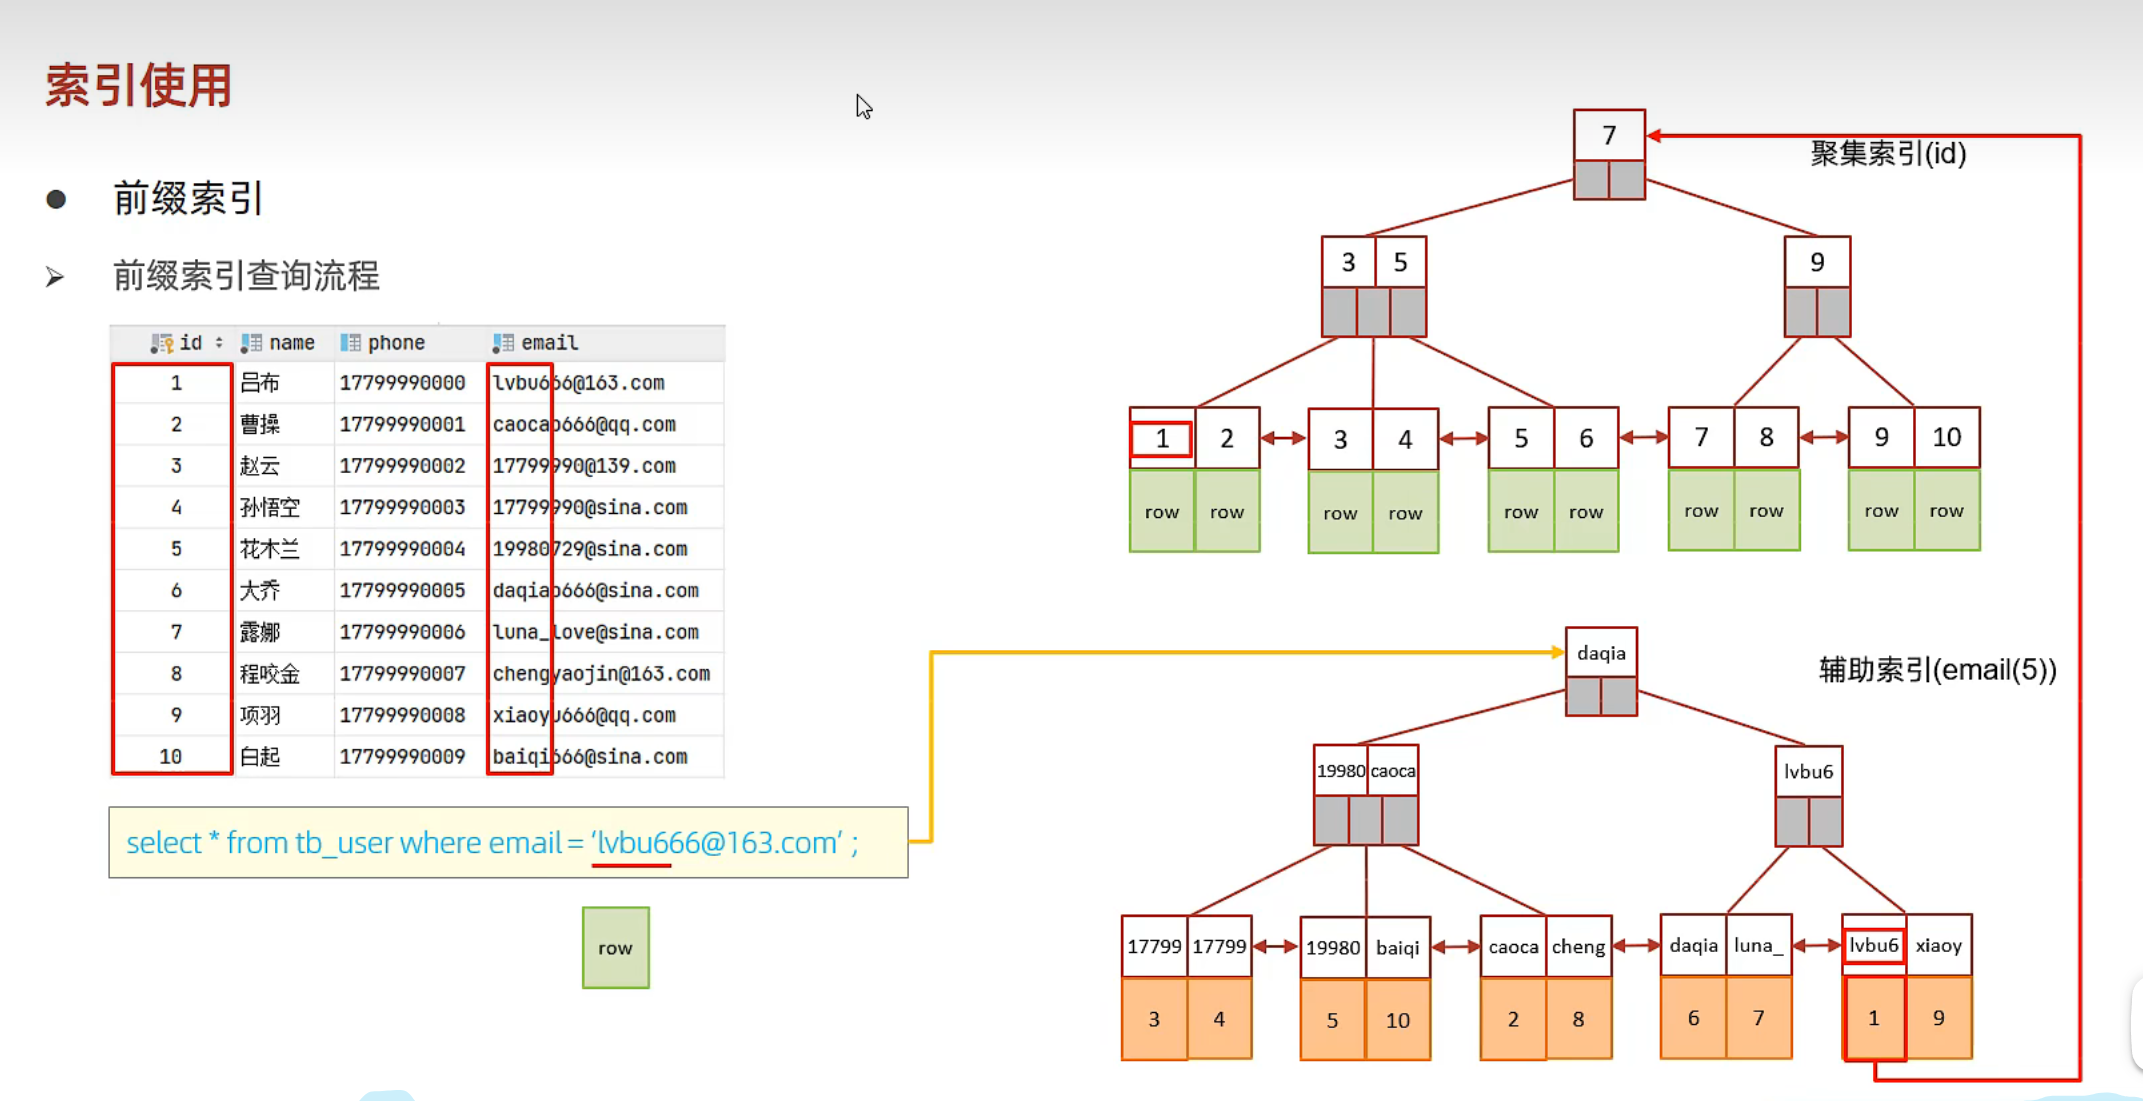 索引使用
前缀索引
前缀索引查询流程
id name phone email
1 吕布 17799990000 lvbu666@163.com
2 曹操 17799990001 caocao666@qq.com
3 赵云 17799990002 17799990@139.com
4 孙悟空 17799990003 17799990@sina.com
5 花木兰 17799990004 19980729@sina.com
6 大乔 17799990005 daqiao666@sina.com
7 露娜 17799990006 luna_love@sina.com
8 程咬金 17799990007 chengyaojin@163.com
9 项羽 17799990008 xiaoyu666@qq.com
10 白起 17799990009 baiqi666@sina.com
select * from tb_user where email = ‘lvbu666@163.com’ ;
row
7
聚集索引(id)
3 5 9
1 2 3 4 5 6 7 8 9 10
row row row row row row row row row row
daqia
辅助索引(email(5))
19980 caoca lvbu6
17799 17799 19980 baiqi caoca cheng daqia luna_ lvbu6 xiaoy
3 4 5 10 2 8 6 7 1 9